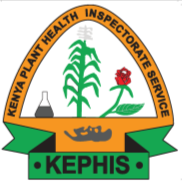 KENYA PLANT HEALTH INSPECTORATE SERVICE
• KEPHIS •